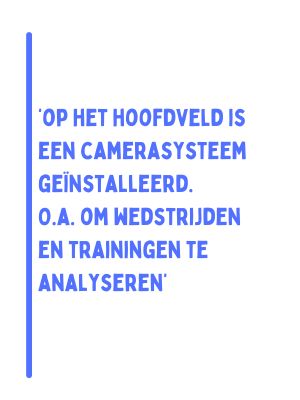 'OP HET HOOFDVELD IS
EEN CAMERASYSTEEM
GEÏNSTALLEERD.
O.A. OM WEDSTRIJDEN
EN TRAININGEN TE
ANALYSEREN'